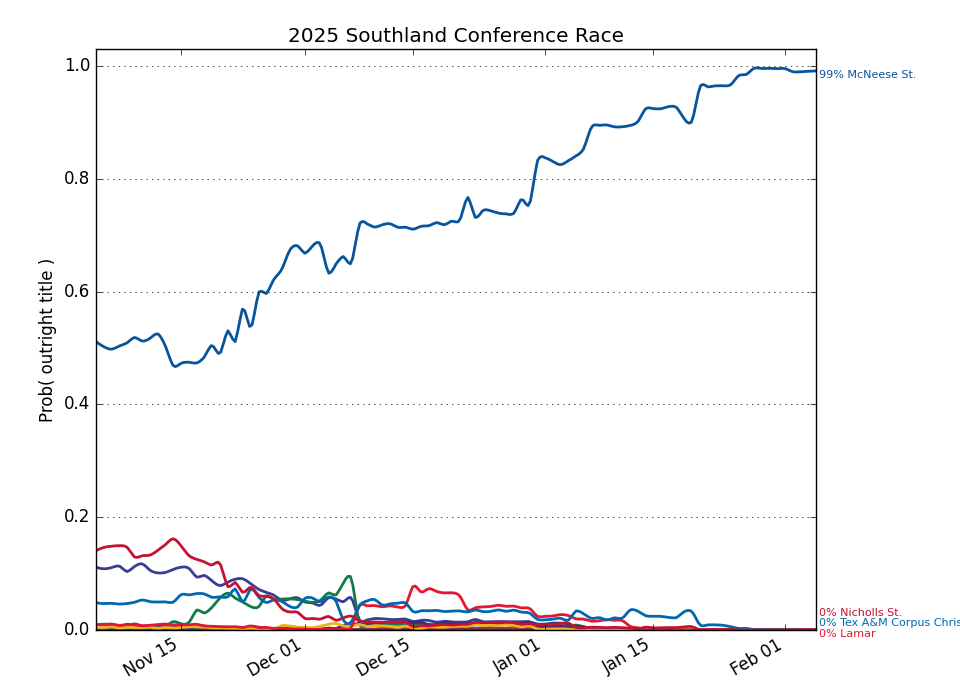 2025 Southland Conference Race
Prob( outright title )
1.0
0.8
0.6
0.4
0.2
0.0
Nov 15
Dec 01
Dec 15
Jan 01
Jan 15
Feb 01
99% McNeese St.
0% Nicholls St.
0% Tex A&M Corpus Chris
0% Lamar